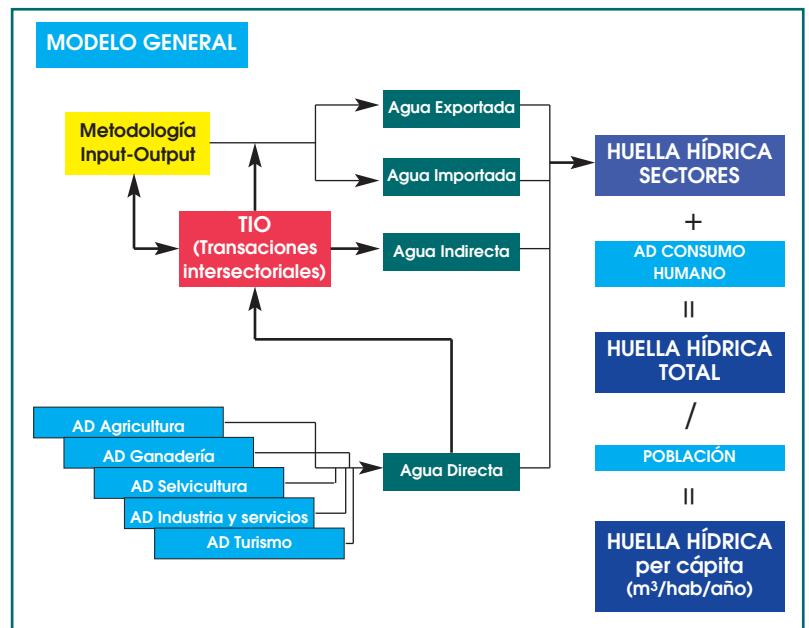 MODELO GENERAL
Metodología
Input-Output
Agua Exportada
Agua Importada
TIO
(Transaciones
intersectoriales)
Agua Indirecta
AD Agricultura
AD Ganadería
AD Selvicultura
AD Industria y servicios
AD Turismo
Agua Directa
HUELLA HÍDRICA
SECTORES
+
AD CONSUMO
HUMANO
=
HUELLA HÍDRICA
TOTAL
/
POBLACIÓN
=
HUELLA HÍDRICA
per cápita
(m³/hab/año)